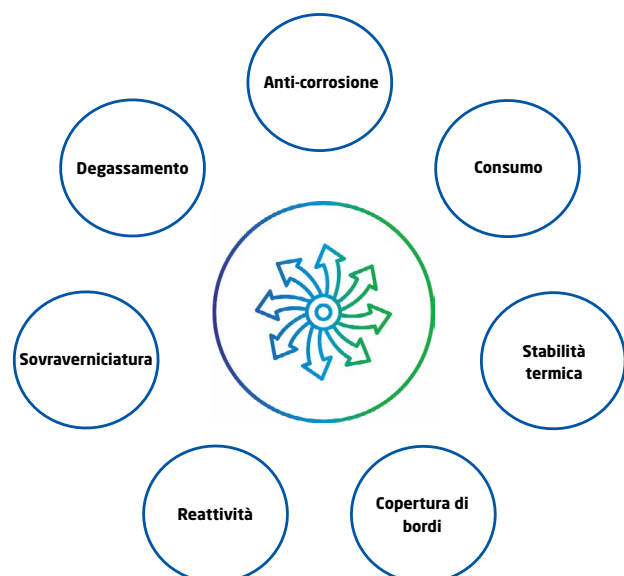 Anti-corrosione
Degassamento
Consumo
Sovraverniciatura
Stabilità
termica
Reattività
Copertura di
bordi